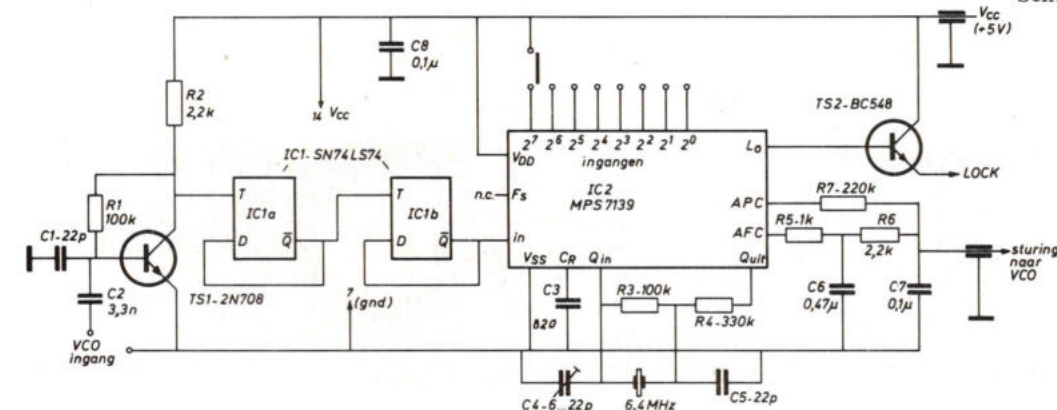 Vcc
(+5V)
C8
0,1µ
R2
2,2k
14 Vcc
TS2-BC548
IC1-SN74LS74
2⁷ 2⁶ 2⁵ 2⁴ 2³ 2² 2¹ 2⁰
VDD
ingangen
Lo
LOCK
T
IC1a
D
Q̅
T
IC1b
D
Q̅
n.c.
Fs
IC2
MPS7139
in
APC
AFC
R7-220k
R5-1k
R6
2,2k
R1
100k
C1-22p
TS1-2N708
C2
3,3n
VCO
ingang
7
(gnd)
VSS
CR
Qin
Quit
C3
820
R3-100k
R4-330k
C6
0,47µ
C7
0,1µ
sturing
naar
VCO
C4-6...22p
6,4MHz
C5-22p